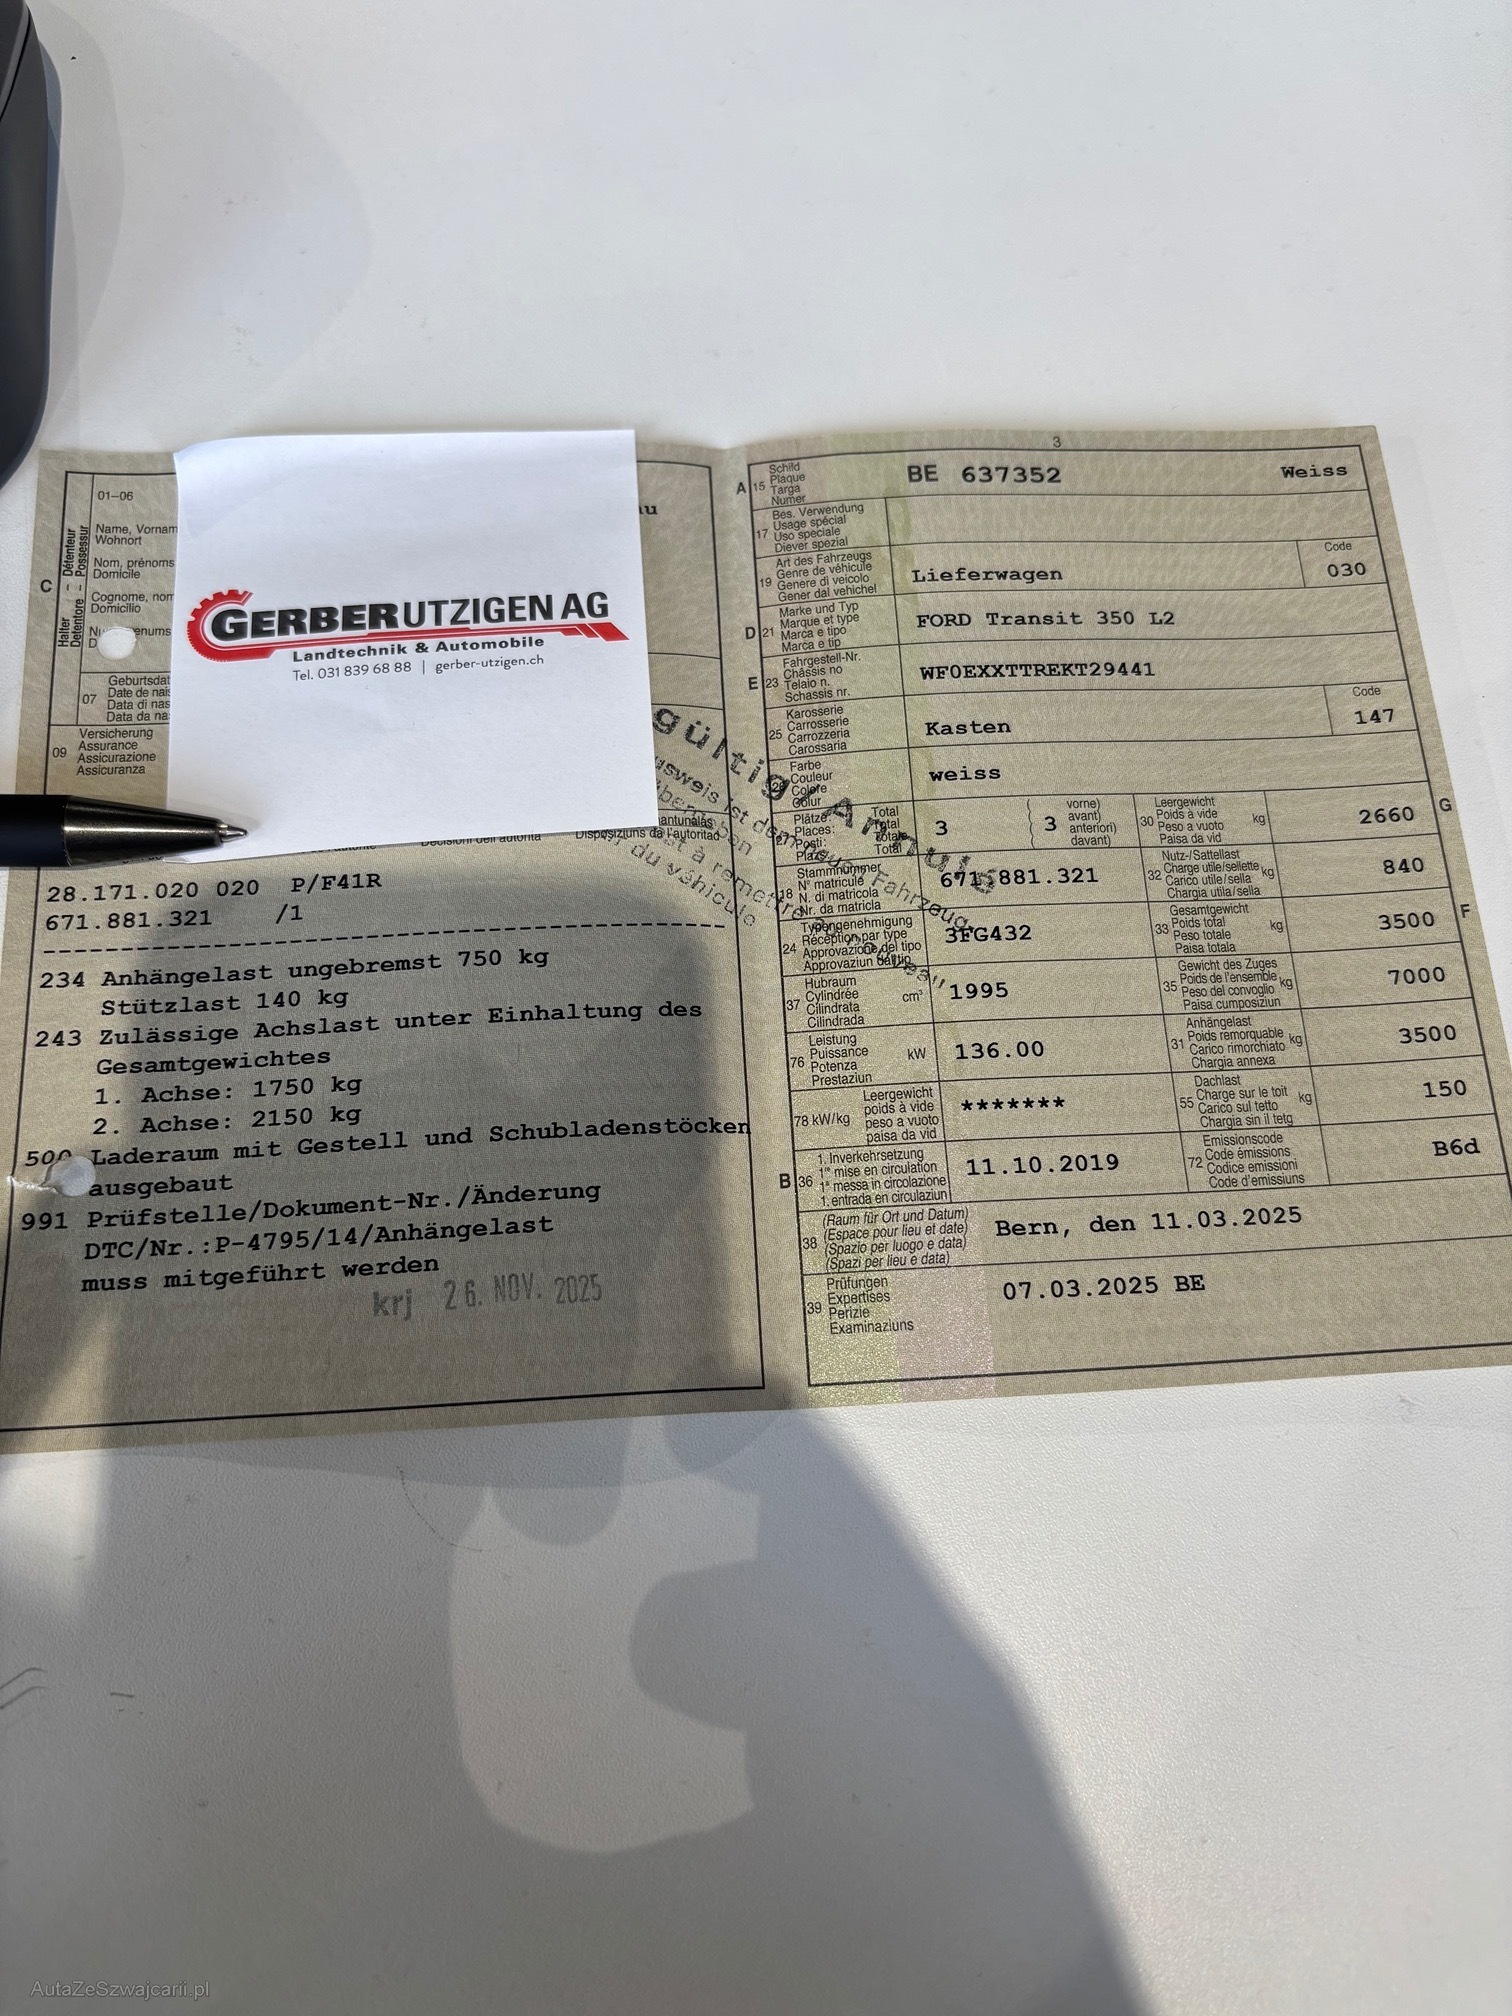 01-06
Name, Vornam
Wohnort
Nom, prénoms
Domicile
Cognome, nom
Domicilio
enums
C
Halter – Détenteur
Detentore – Possessur
GERBER UTZIGEN AG
Landtechnik & Automobile
Tel. 031 839 68 88 | gerber-utzigen.ch
07
Geburtsdat
Date de nais
Data di nas
Data da na
09
Versicherung
Assurance
Assicurazione
Assicuranza
Disposiziuns da l'autoritad
28.171.020 020 P/F41R
671.881.321 /1
234 Anhängelast ungebremst 750 kg
Stützlast 140 kg
243 Zulässige Achslast unter Einhaltung des
Gesamtgewichtes
1. Achse: 1750 kg
2. Achse: 2150 kg
500 Laderaum mit Gestell und Schubladenstöcken
ausgebaut
991 Prüfstelle/Dokument-Nr./Änderung
DTC/Nr.:P-4795/14/Anhängelast
muss mitgeführt werden
krj 26. NOV. 2025
3
A 15 Schild
Plaque
Targa
Numer
BE 637352 Weiss
17 Bes. Verwendung
Usage spécial
Uso speciale
Diever spezial
19 Art des Fahrzeugs
Genre de véhicule
Genere di veicolo
Gener dal vehichel
Lieferwagen
Code
030
D 21 Marke und Typ
Marque et type
Marca e tipo
Marca e tip
FORD Transit 350 L2
E 23 Fahrgestell-Nr.
Châssis no
Telaio n.
Schassis nr.
WF0EXXTTREKT29441
25 Karosserie
Carrosserie
Carrozzeria
Carossaria
Kasten
Code
147
Farbe
Couleur
Colore
Colur
weiss
Plätze Total
Places: Total
Posti: Totale
Plaz Total
3
( vorne)
( avant)
anteriori)
( davant)
3
30 Leergewicht
Poids à vide
Peso a vuoto
Paisa da vid
kg
2660
G
18 Stammnummer
N° matricule
N. di matricola
Nr. da matricla
671.881.321
32 Nutz-/Sattellast
Charge utile/sellette
Carico utile/sella
Chargia utila/sella
kg
840
24 Typengenehmigung
Réception par type
Approvazione del tipo
Approvaziun dal tip
3FG432
33 Gesamtgewicht
Poids total
Peso totale
Paisa totala
kg
3500
F
37 Hubraum
Cylindrée
Cilindrata
Cilindrada
cm³
1995
35 Gewicht des Zuges
Poids de l'ensemble
Peso del convoglio
Paisa cumposiziun
kg
7000
76 Leistung
Puissance
Potenza
Prestaziun
kW
136.00
31 Anhängelast
Poids remorquable
Carico rimorchiato
Chargia annexa
kg
3500
78 kW/kg
Leergewicht
poids à vide
peso a vuoto
paisa da vid
*******
55 Dachlast
Charge sur le toit
Carico sul tetto
Chargia sin il tetg
kg
150
B 36 1. Inverkehrsetzung
1re mise en circulation
1a messa in circolazione
1. entrada en circulaziun
11.10.2019
72 Emissionscode
Code émissions
Codice emissioni
Code d'emissiuns
B6d
38 (Raum für Ort und Datum)
(Espace pour lieu et date)
(Spazio per luogo e data)
(Spazi per lieu e data)
Bern, den 11.03.2025
39 Prüfungen
Expertises
Perizie
Examinaziuns
07.03.2025 BE
AutaZeSzwajcarii.pl